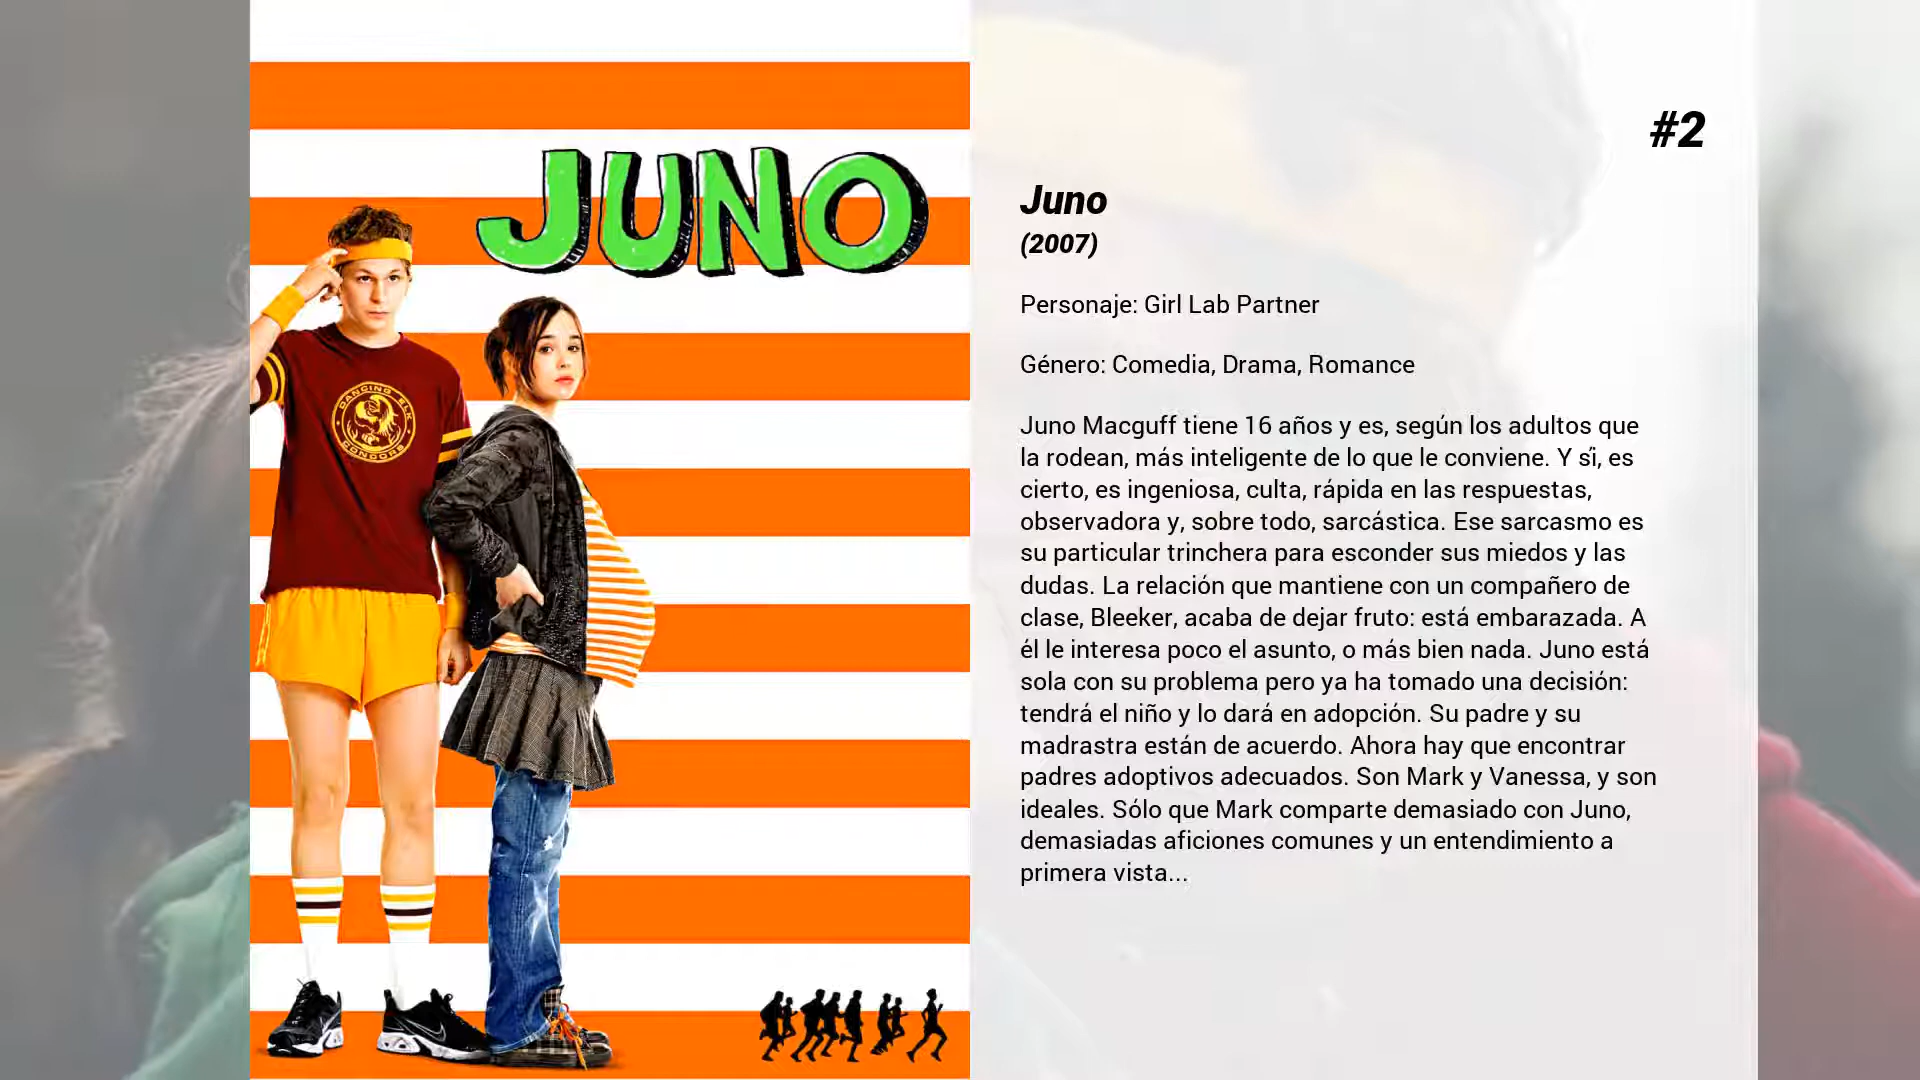 JUNO
DANCING ELK
CONDORS
#2
Juno
(2007)
Personaje: Girl Lab Partner
Género: Comedia, Drama, Romance
Juno Macguff tiene 16 años y es, según los adultos que
la rodean, más inteligente de lo que le conviene. Y sí, es
cierto, es ingeniosa, culta, rápida en las respuestas,
observadora y, sobre todo, sarcástica. Ese sarcasmo es
su particular trinchera para esconder sus miedos y las
dudas. La relación que mantiene con un compañero de
clase, Bleeker, acaba de dejar fruto: está embarazada. A
él le interesa poco el asunto, o más bien nada. Juno está
sola con su problema pero ya ha tomado una decisión:
tendrá el niño y lo dará en adopción. Su padre y su
madrastra están de acuerdo. Ahora hay que encontrar
padres adoptivos adecuados. Son Mark y Vanessa, y son
ideales. Sólo que Mark comparte demasiado con Juno,
demasiadas aficiones comunes y un entendimiento a
primera vista...